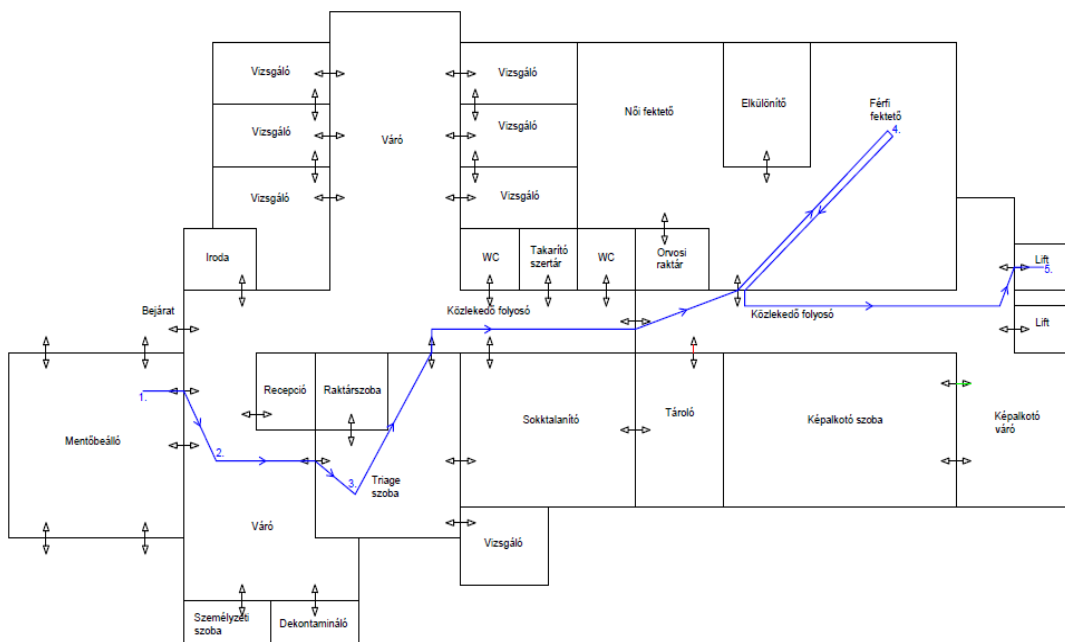 Vizsgáló
Vizsgáló
Vizsgáló
Váró
Vizsgáló
Vizsgáló
Vizsgáló
Női fektető
Elkülönítő
Férfi
fektető
4.
Iroda
WC
Takarító
szertár
WC
Orvosi
raktár
Lift
5.
Bejárat
Közlekedő folyosó
Közlekedő folyosó
Lift
1.
Mentőbeálló
2.
Recepció
Raktárszoba
3.
Triage
szoba
Sokktalanító
Tároló
Képalkotó szoba
Képalkotó
váró
Váró
Vizsgáló
Személyzeti
szoba
Dekontamináló